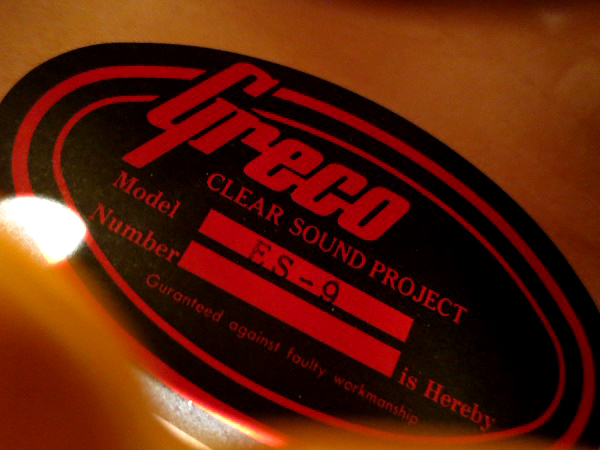 Greco
CLEAR SOUND PROJECT
Model ES-9
Number
is Hereby
Guranteed against faulty workmanship